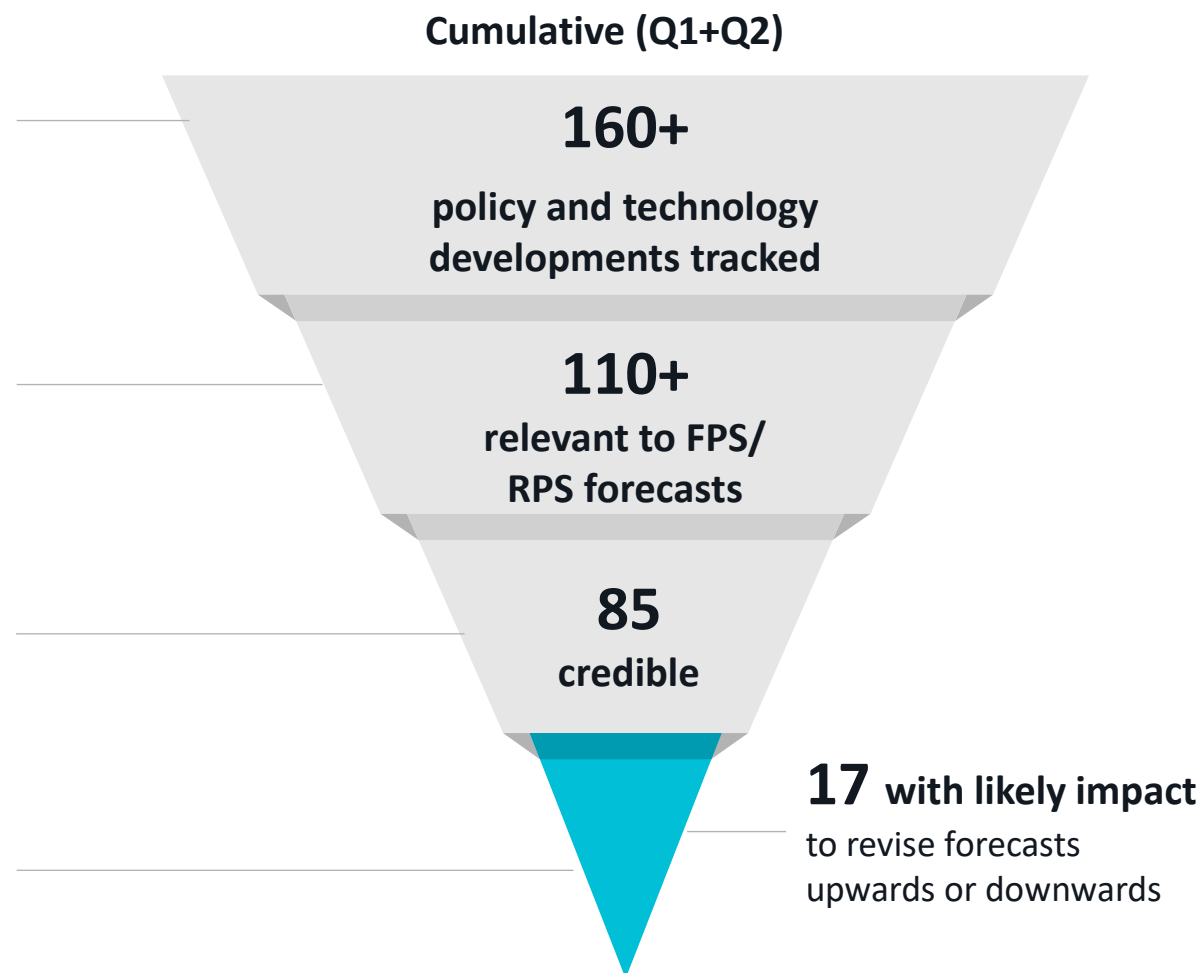 Cumulative (Q1+Q2)
160+
policy and technology
developments tracked
110+
relevant to FPS/
RPS forecasts
85
credible
17 with likely impact
to revise forecasts
upwards or downwards